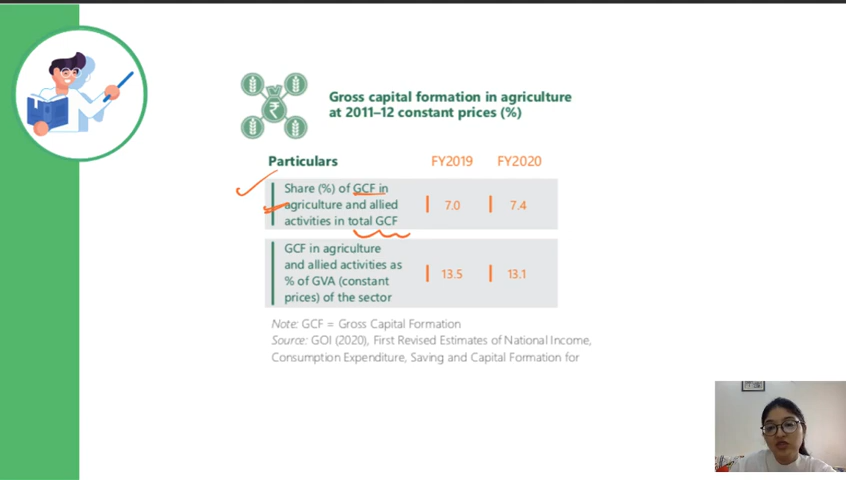 Gross capital formation in agriculture
at 2011–12 constant prices (%)
Particulars FY2019 FY2020
Share (%) of GCF in
agriculture and allied
activities in total GCF
7.0 7.4
GCF in agriculture
and allied activities as
% of GVA (constant
prices) of the sector
13.5 13.1
Note: GCF = Gross Capital Formation
Source: GOI (2020), First Revised Estimates of National Income,
Consumption Expenditure, Saving and Capital Formation for